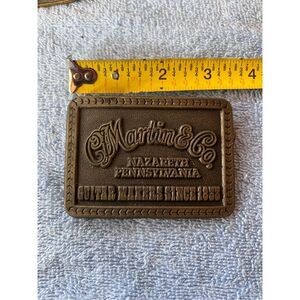 1 2 3 4
C.F. Martin & Co.
NAZARETH
PENNSYLVANIA
GUITAR MAKERS SINCE 1833